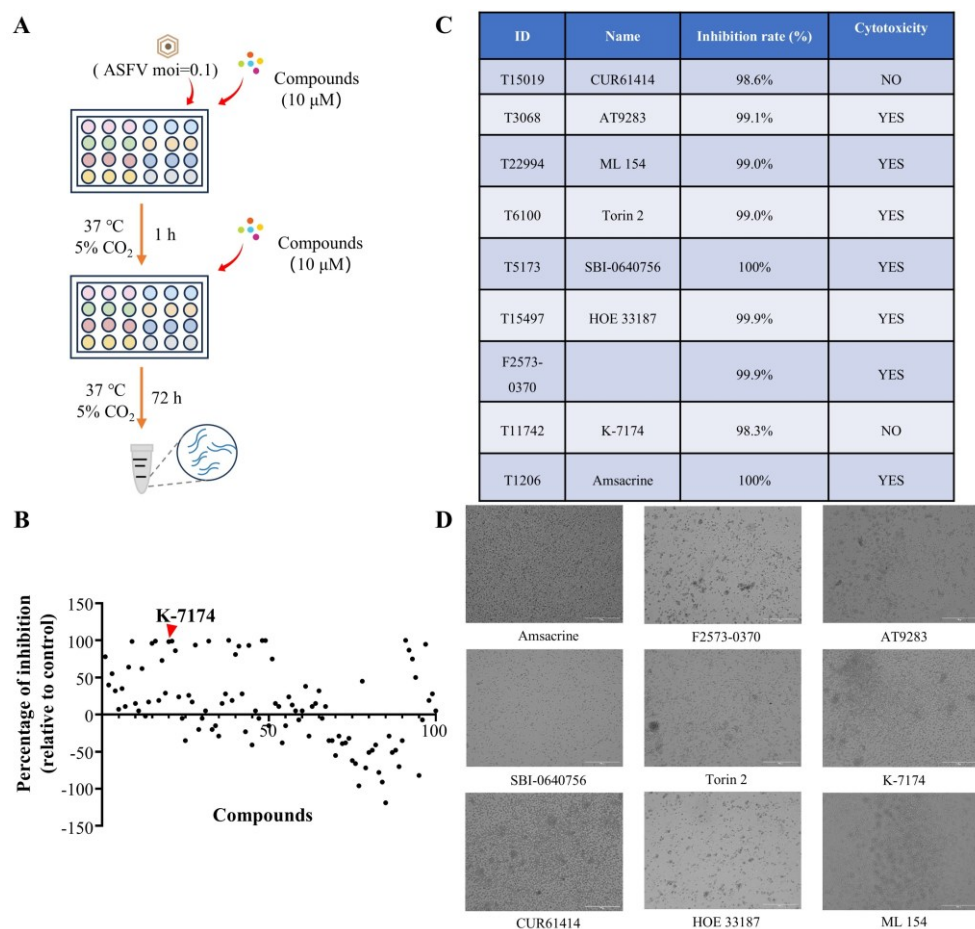 A
( ASFV moi=0.1)
Compounds
(10 μM)
37 ℃
5% CO2
1 h
Compounds
(10 μM)
37 ℃
5% CO2
72 h
B
K-7174
Percentage of inhibition
(relative to control)
150
100
50
0
-50
-100
-150
50
100
Compounds
C
ID Name Inhibition rate (%) Cytotoxicity
T15019 CUR61414 98.6% NO
T3068 AT9283 99.1% YES
T22994 ML 154 99.0% YES
T6100 Torin 2 99.0% YES
T5173 SBI-0640756 100% YES
T15497 HOE 33187 99.9% YES
F2573-
0370 99.9% YES
T11742 K-7174 98.3% NO
T1206 Amsacrine 100% YES
D
Amsacrine F2573-0370 AT9283
SBI-0640756 Torin 2 K-7174
CUR61414 HOE 33187 ML 154